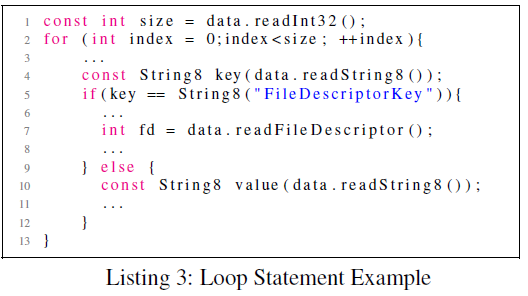 1 const int size = data.readInt32();
2 for (int index = 0;index<size; ++index){
3 ...
4 const String8 key(data.readString8());
5 if(key == String8("FileDescriptorKey")){
6 ...
7 int fd = data.readFileDescriptor();
8 ...
9 } else {
10 const String8 value(data.readString8());
11 ...
12 }
13 }
Listing 3: Loop Statement Example